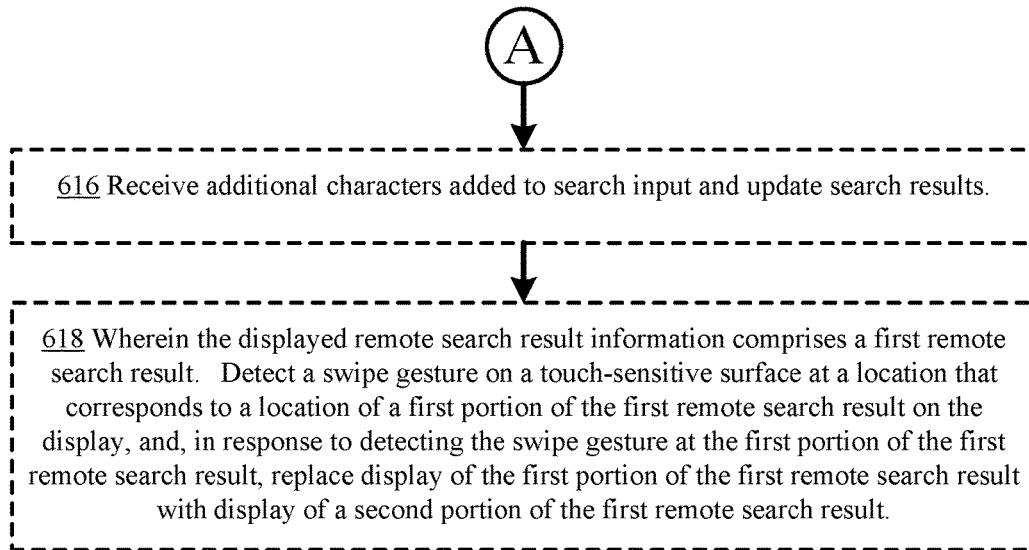 A
616 Receive additional characters added to search input and update search results.
618 Wherein the displayed remote search result information comprises a first remote
search result. Detect a swipe gesture on a touch-sensitive surface at a location that
corresponds to a location of a first portion of the first remote search result on the
display, and, in response to detecting the swipe gesture at the first portion of the first
remote search result, replace display of the first portion of the first remote search result
with display of a second portion of the first remote search result.